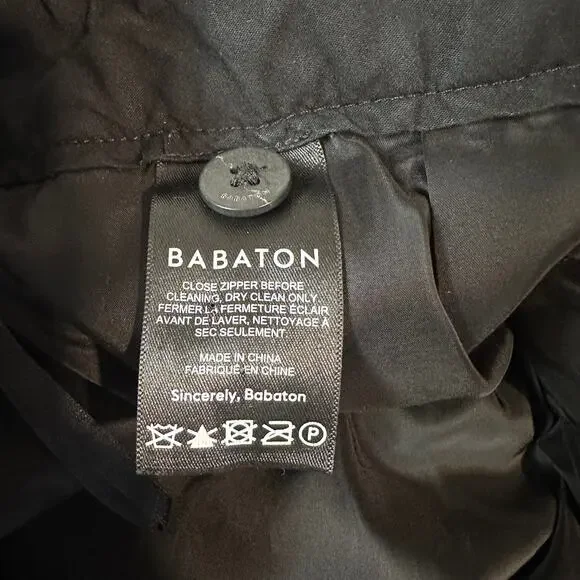 BABATON
BABATON
CLOSE ZIPPER BEFORE
CLEANING, DRY CLEAN ONLY
FERMER LA FERMETURE ÉCLAIR
AVANT DE LAVER, NETTOYAGE À
SEC SEULEMENT
MADE IN CHINA
FABRIQUÉ EN CHINE
Sincerely, Babaton
P